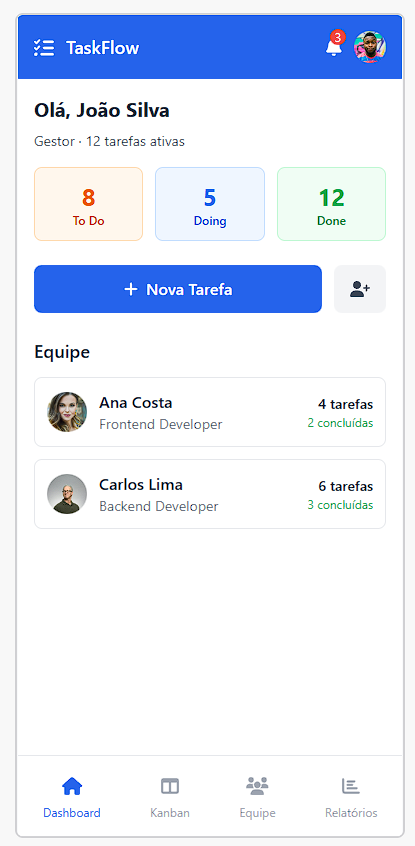 TaskFlow
3
Olá, João Silva
Gestor · 12 tarefas ativas
8
To Do
5
Doing
12
Done
+ Nova Tarefa
Equipe
Ana Costa
Frontend Developer
4 tarefas
2 concluídas
Carlos Lima
Backend Developer
6 tarefas
3 concluídas
Dashboard
Kanban
Equipe
Relatórios